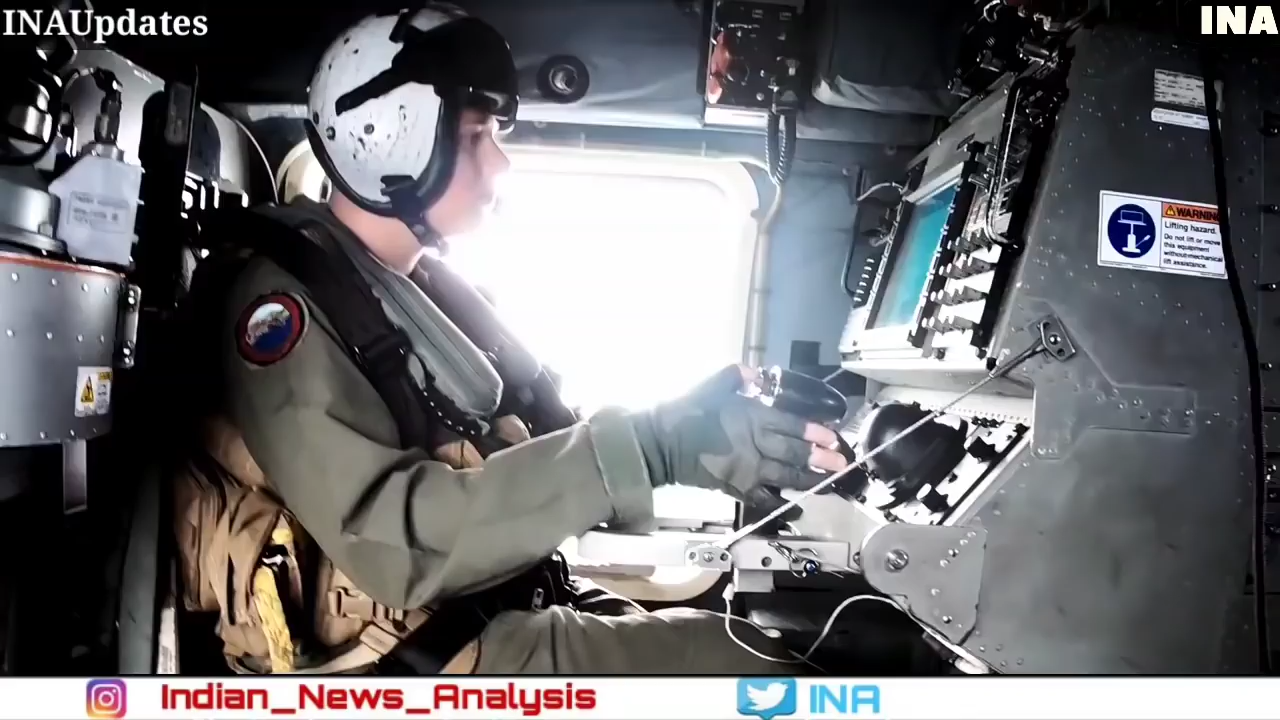 INAUpdates
INA
WARNING
Lifting hazard.
Do not lift or move
this equipment
without mechanical
lift assistance.
Indian_News_Analysis
INA